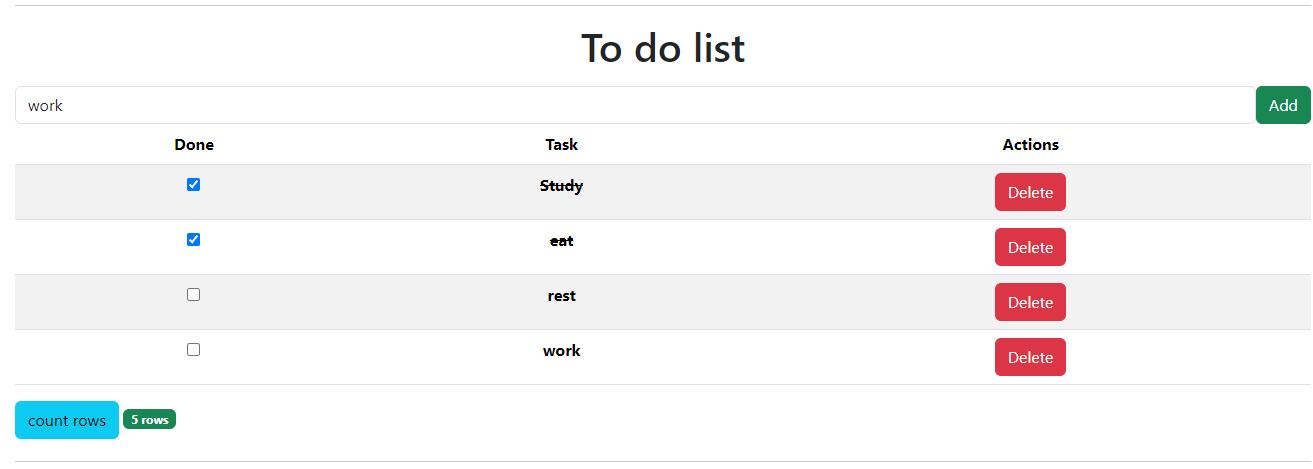 To do list
work Add
Done Task Actions
Study Delete
eat Delete
rest Delete
work Delete
count rows 5 rows